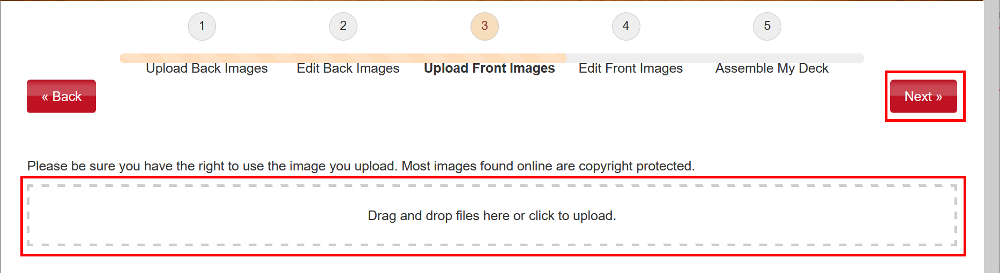 1 2 3 4 5
Upload Back Images Edit Back Images Upload Front Images Edit Front Images Assemble My Deck
« Back Next »
Please be sure you have the right to use the image you upload. Most images found online are copyright protected.
Drag and drop files here or click to upload.